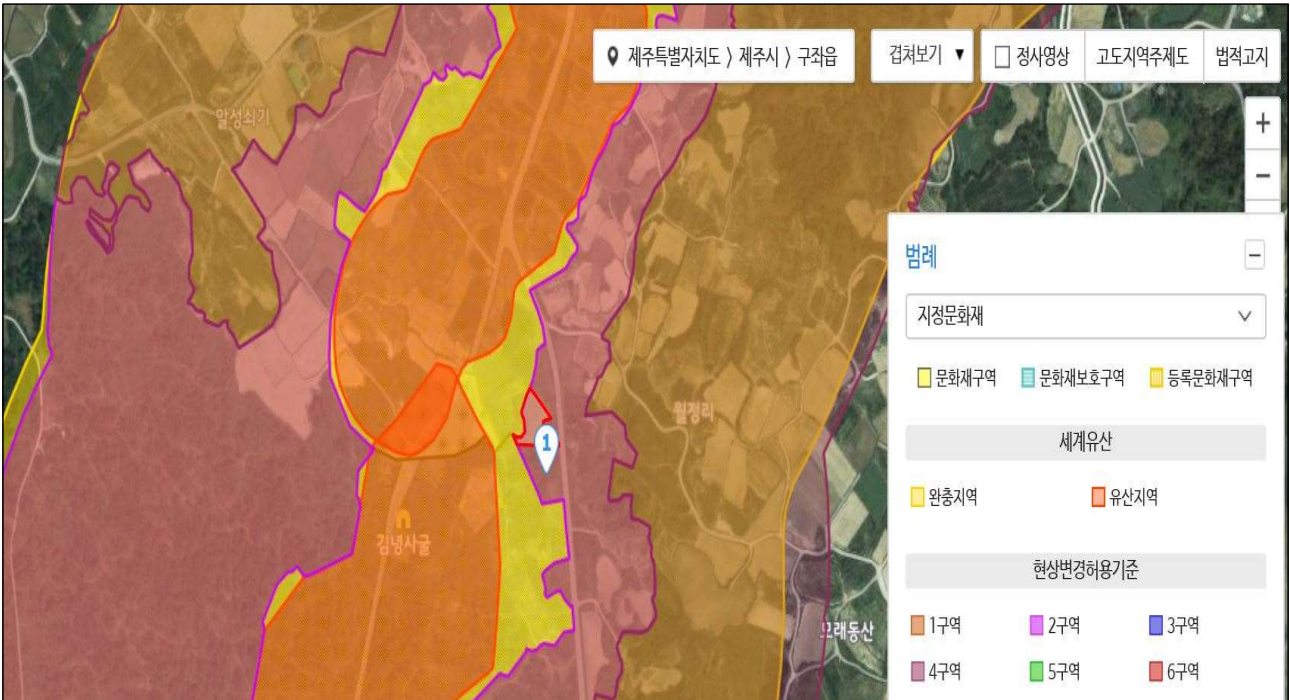 제주특별자치도 〉 제주시 〉 구좌읍
겹쳐보기 ▼
정사영상
고도지역주제도
법적고지
+
−
알성쇠기
범례
−
지정문화재
문화재구역
문화재보호구역
등록문화재구역
세계유산
완충지역
유산지역
현상변경허용기준
1구역
2구역
3구역
4구역
5구역
6구역
월정리
1
김녕사굴
모래동산